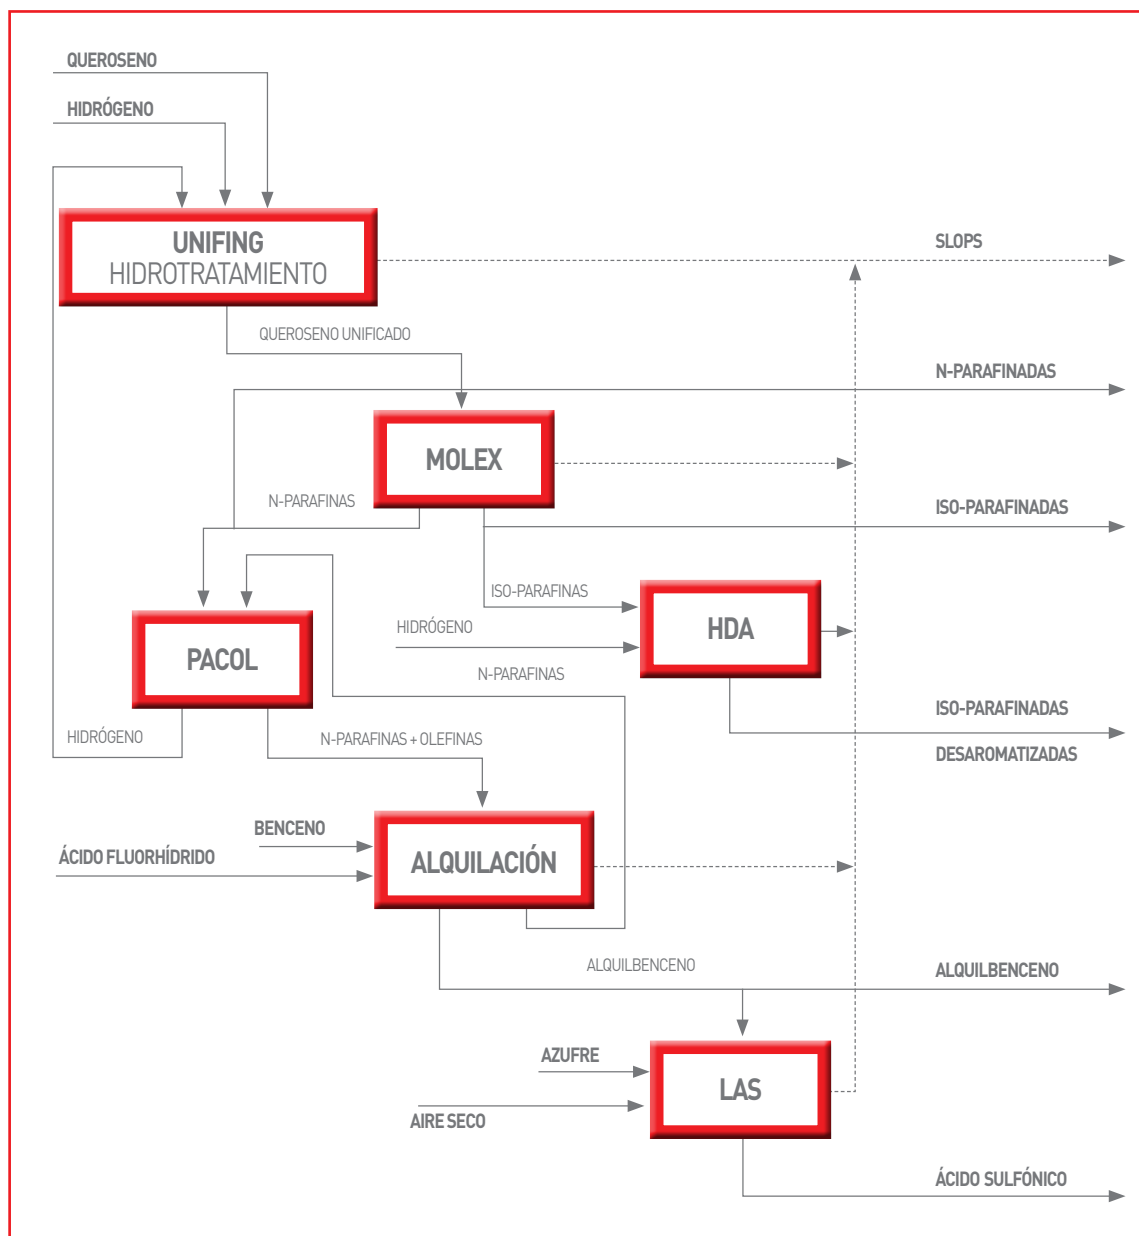 QUEROSENO
HIDRÓGENO
UNIFING
HIDROTRATAMIENTO
SLOPS
QUEROSENO UNIFICADO
N-PARAFINADAS
MOLEX
N-PARAFINAS
ISO-PARAFINADAS
ISO-PARAFINAS
HDA
HIDRÓGENO
PACOL
N-PARAFINAS
ISO-PARAFINADAS
DESAROMATIZADAS
HIDRÓGENO
N-PARAFINAS + OLEFINAS
BENCENO
ÁCIDO FLUORHÍDRIDO
ALQUILACIÓN
ALQUILBENCENO
ALQUILBENCENO
AZUFRE
LAS
AIRE SECO
ÁCIDO SULFÓNICO